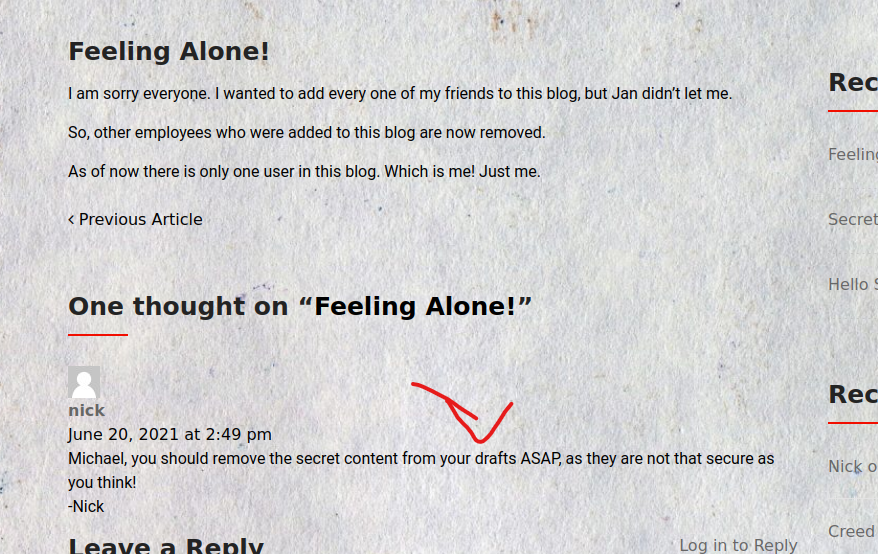 Feeling Alone!
I am sorry everyone. I wanted to add every one of my friends to this blog, but Jan didn’t let me.
So, other employees who were added to this blog are now removed.
As of now there is only one user in this blog. Which is me! Just me.
‹ Previous Article
One thought on “Feeling Alone!”
nick
June 20, 2021 at 2:49 pm
Michael, you should remove the secret content from your drafts ASAP, as they are not that secure as
you think!
-Nick
Leave a Reply
Log in to Reply
Rec
Feeling
Secret
Hello S
Rec
Nick o
Creed